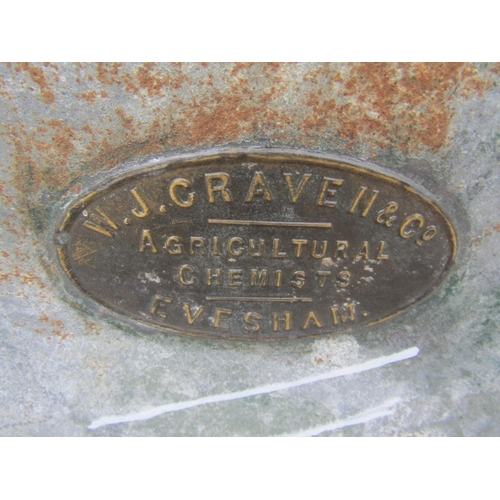 W. J. CRAVEN & Co
AGRICULTURAL
CHEMISTS
EVESHAM.